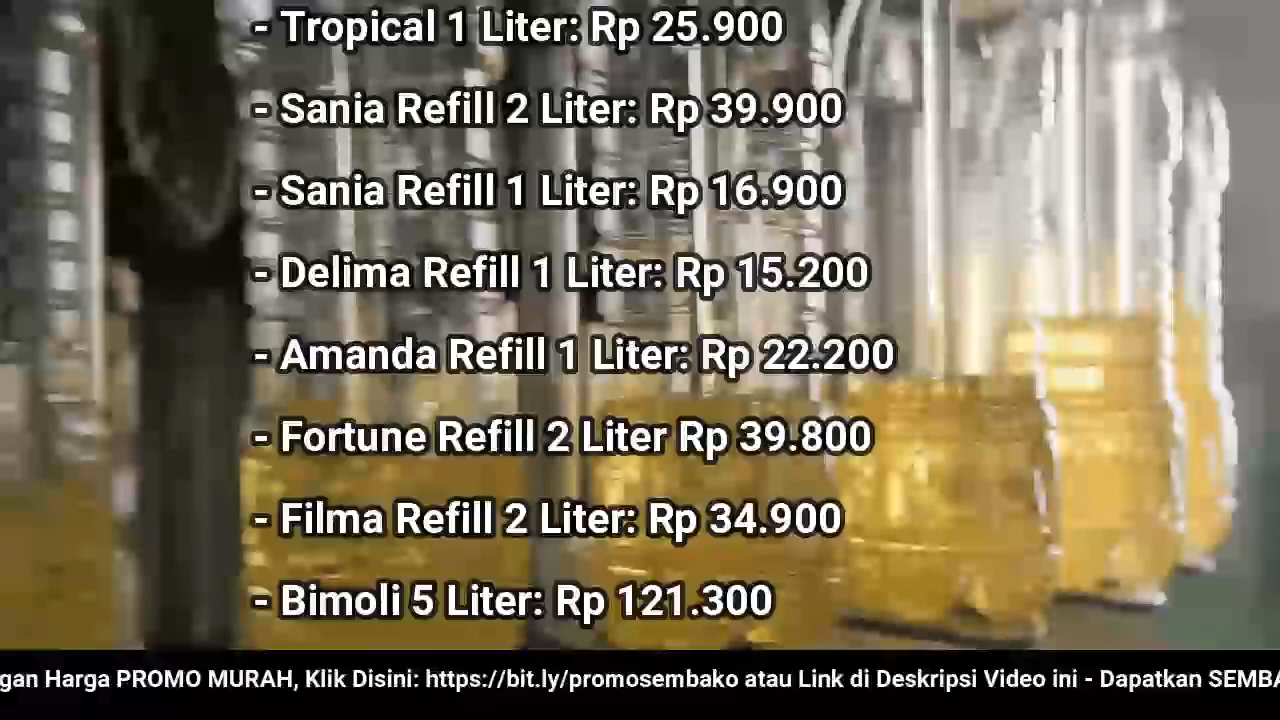 - Tropical 1 Liter: Rp 25.900
- Sania Refill 2 Liter: Rp 39.900
- Sania Refill 1 Liter: Rp 16.900
- Delima Refill 1 Liter: Rp 15.200
- Amanda Refill 1 Liter: Rp 22.200
- Fortune Refill 2 Liter Rp 39.800
- Filma Refill 2 Liter: Rp 34.900
- Bimoli 5 Liter: Rp 121.300
gan Harga PROMO MURAH, Klik Disini: https://bit.ly/promosembako atau Link di Deskripsi Video ini - Dapatkan SEMBA